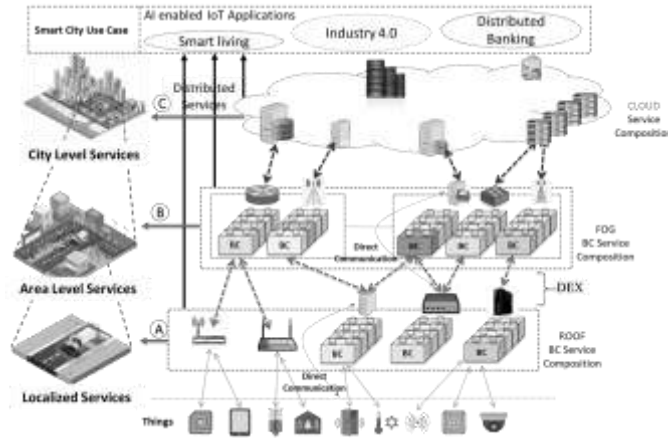 AI enabled IoT Applications
Smart City Use Case
Smart living
Industry 4.0
Distributed
Banking
Distributed
Services
C
City Level Services
CLOUD
Service
Composition
B
BC
BC
BC
BC
BC
Direct
Communication
FOG
BC Service
Composition
Area Level Services
DEX
A
BC
BC
BC
ROOF
BC Service
Composition
Direct
Communication
Localized Services
Things